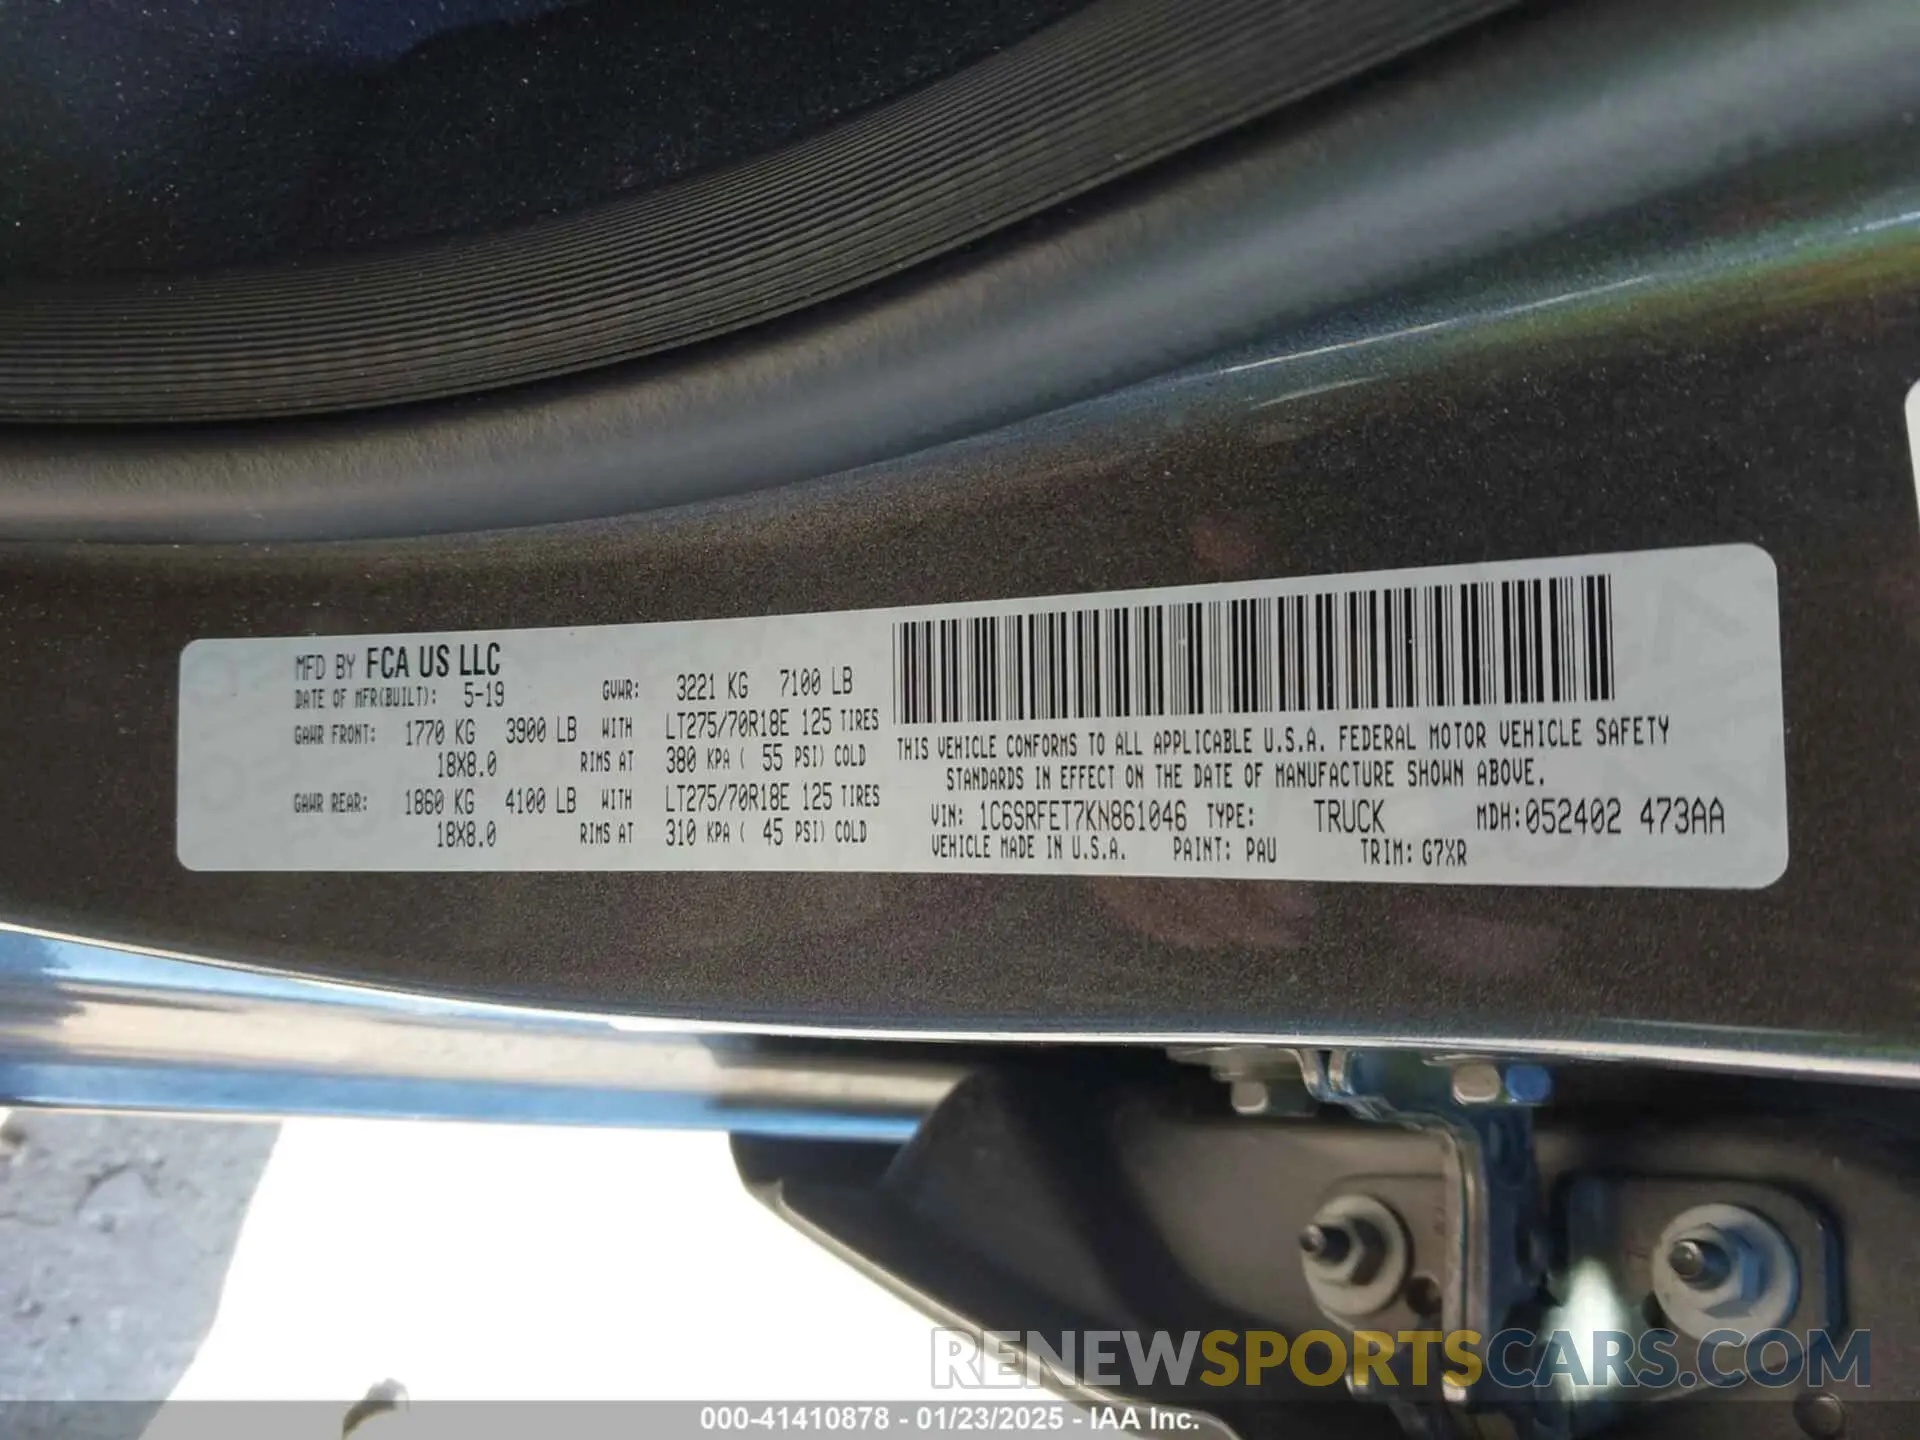 MFD BY FCA US LLC
DATE OF MFR(BUILT): 5-19 GVWR: 3221 KG 7100 LB
GAWR FRONT: 1770 KG 3900 LB WITH LT275/70R18E 125 TIRES
18X8.0 RIMS AT 380 KPA ( 55 PSI) COLD
GAWR REAR: 1860 KG 4100 LB WITH LT275/70R18E 125 TIRES
18X8.0 RIMS AT 310 KPA ( 45 PSI) COLD
THIS VEHICLE CONFORMS TO ALL APPLICABLE U.S.A. FEDERAL MOTOR VEHICLE SAFETY
STANDARDS IN EFFECT ON THE DATE OF MANUFACTURE SHOWN ABOVE.
VIN: 1C6SRFET7KN861046 TYPE: TRUCK MDH:052402 473AA
VEHICLE MADE IN U.S.A. PAINT: PAU TRIM: G7XR
RENEWSPORTSCARS.COM
000-41410878 - 01/23/2025 - IAA Inc.